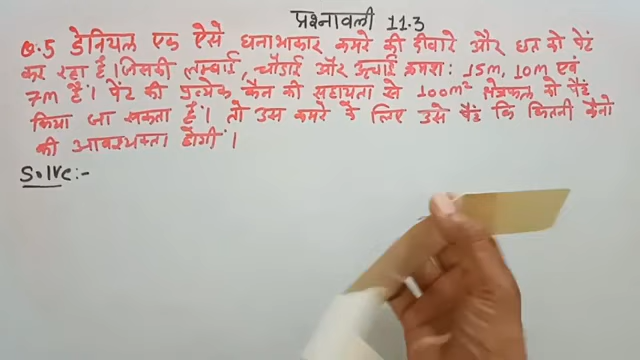 प्रश्नावली 11.3
Q.5 डेनियल एक ऐसे घनाभाकार कमरे की दीवारे और छत को पेंट
कर रहा है। जिसकी लम्बाई, चौड़ाई और ऊंचाई क्रमश: 15m, 10m एवं
7m है। पेंट की प्रत्येक कैन की सहायता से 100m² क्षेत्रफल को पेंट
किया जा सकता है। तो उस कमरे के लिए उसे पेंट कि कितनी कैनो
की आवश्यकता होगी।
Solve:-